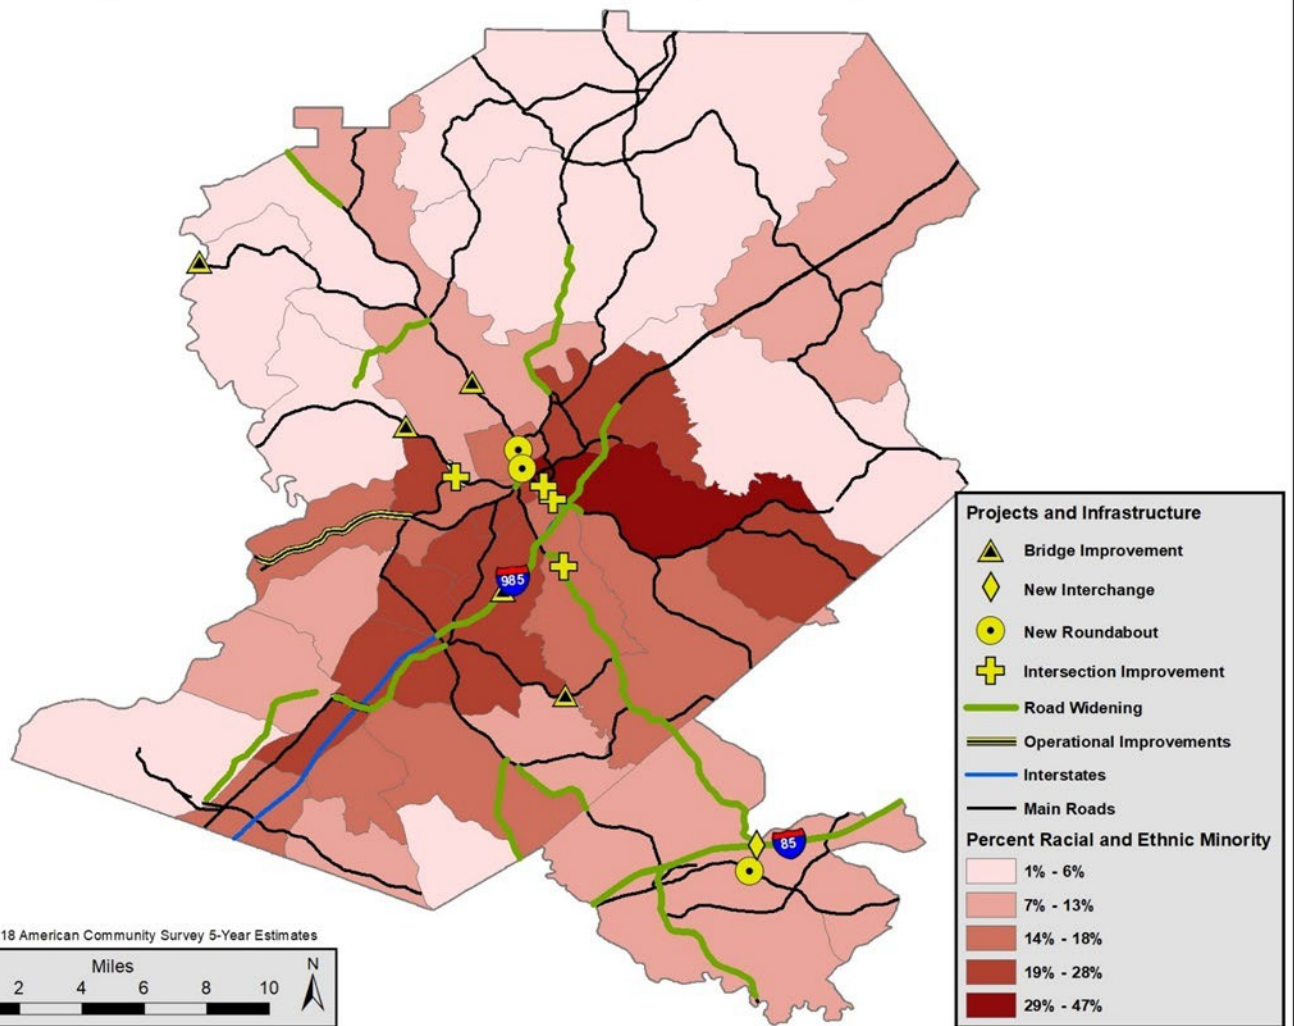 985
85
Projects and Infrastructure
Bridge Improvement
New Interchange
New Roundabout
Intersection Improvement
Road Widening
Operational Improvements
Interstates
Main Roads
Percent Racial and Ethnic Minority
1% - 6%
7% - 13%
14% - 18%
19% - 28%
29% - 47%
18 American Community Survey 5-Year Estimates
Miles
2 4 6 8 10
N